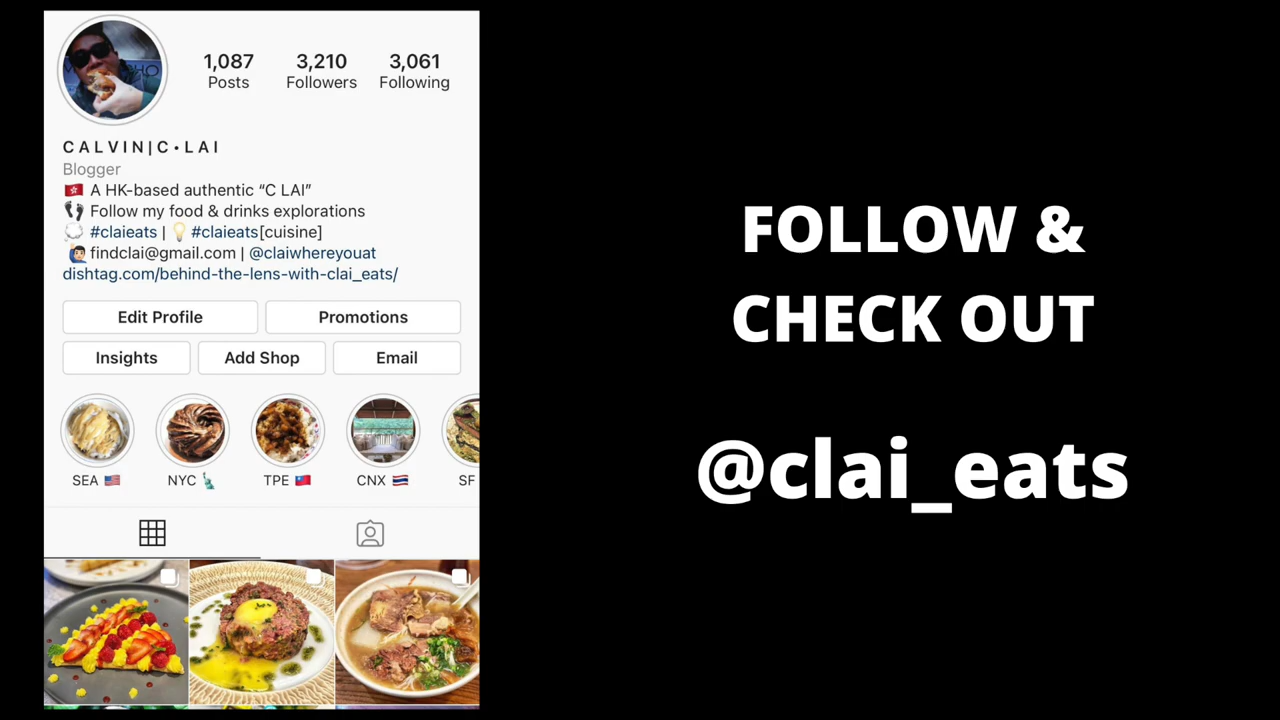 1,087
Posts
3,210
Followers
3,061
Following
C A L V I N | C • L A I
Blogger
🇭🇰 A HK-based authentic “C LAI”
👣 Follow my food & drinks explorations
💭 #claieats | 💡 #claieats[cuisine]
🙋🏻‍♂️ findclai@gmail.com | @claiwhereyouat
dishtag.com/behind-the-lens-with-clai_eats/
Edit Profile
Promotions
Insights
Add Shop
Email
SEA 🇺🇸
NYC 🗽
TPE 🇹🇼
CNX 🇹🇭
SF
FOLLOW &
CHECK OUT
@clai_eats